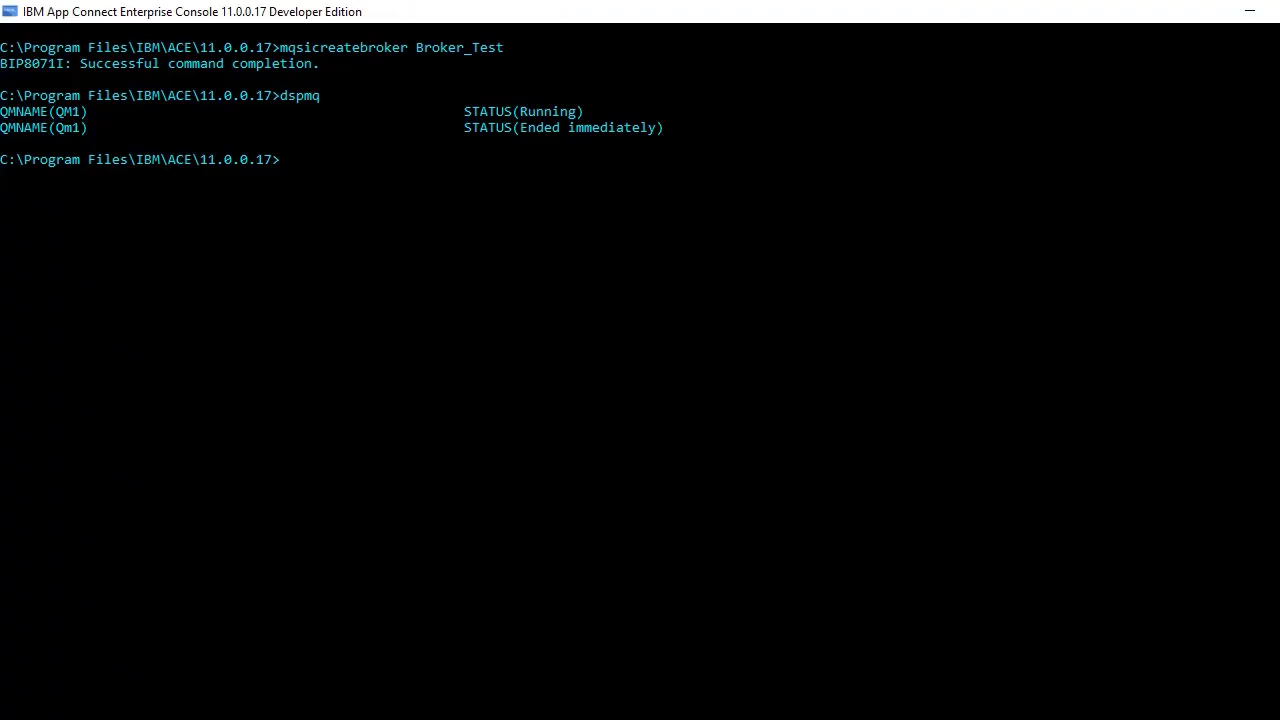 IBM App Connect Enterprise Console 11.0.0.17 Developer Edition
C:\Program Files\IBM\ACE\11.0.0.17>mqsicreatebroker Broker_Test
BIP8071I: Successful command completion.
C:\Program Files\IBM\ACE\11.0.0.17>dspmq
QMNAME(QM1) STATUS(Running)
QMNAME(Qm1) STATUS(Ended immediately)
C:\Program Files\IBM\ACE\11.0.0.17>